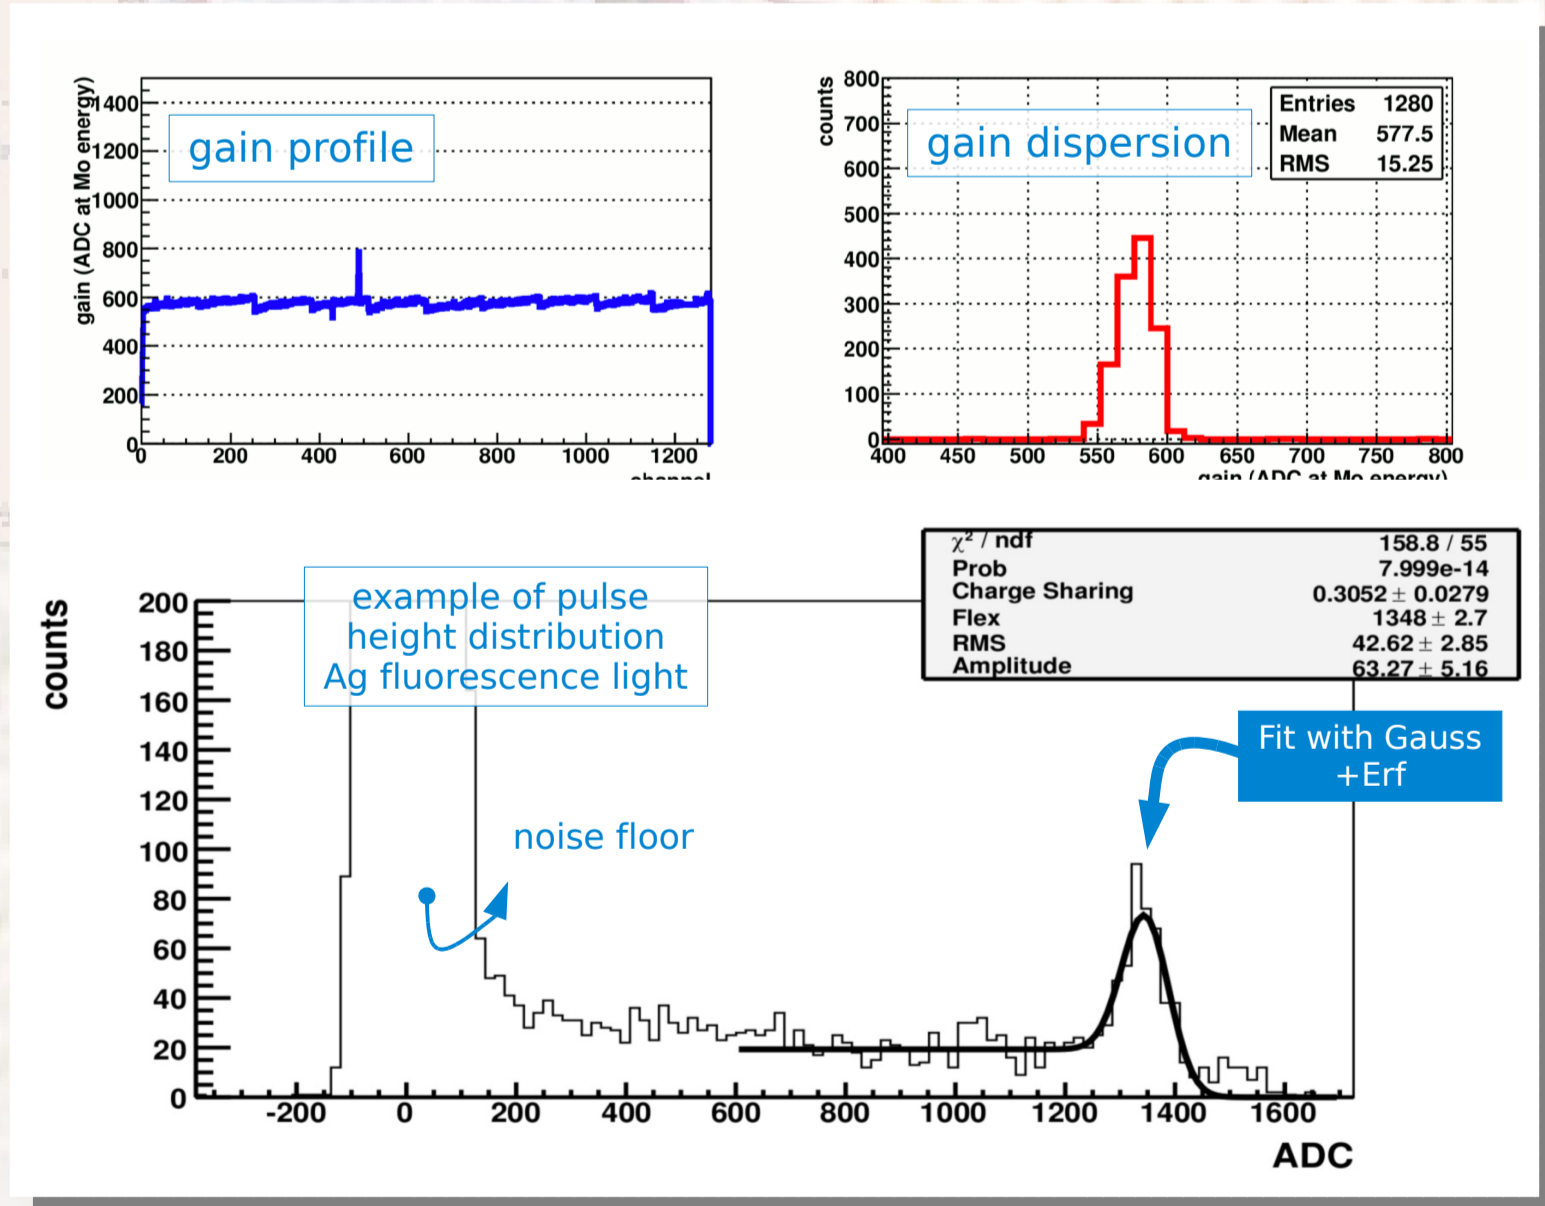 gain (ADC at Mo energy)
1400
1200
1000
800
600
400
200
0
gain profile
0 200 400 600 800 1000 1200
channel
counts
800
700
600
500
400
300
200
100
0
gain dispersion
Entries 1280
Mean 577.5
RMS 15.25
400 450 500 550 600 650 700 750 800
gain (ADC at Mo energy)
counts
200
180
160
140
120
100
80
60
40
20
0
example of pulse
height distribution
Ag fluorescence light
χ² / ndf 158.8 / 55
Prob 7.999e-14
Charge Sharing 0.3052 ± 0.0279
Flex 1348 ± 2.7
RMS 42.62 ± 2.85
Amplitude 63.27 ± 5.16
Fit with Gauss
+Erf
noise floor
-200 0 200 400 600 800 1000 1200 1400 1600
ADC